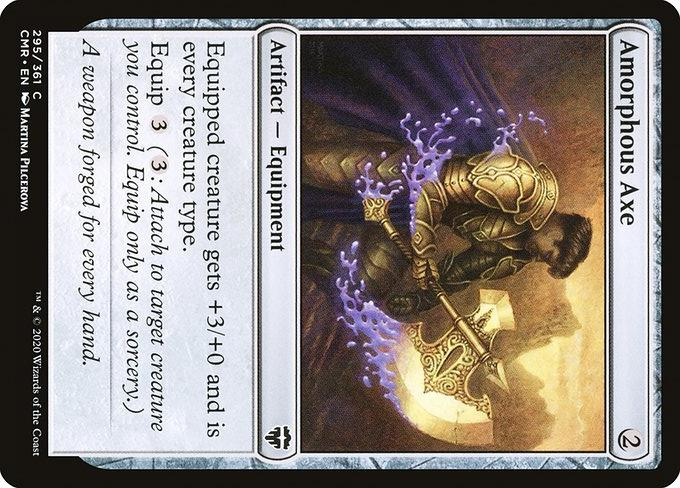 Amorphous Axe 2
Artifact — Equipment
Equipped creature gets +3/+0 and is
every creature type.
Equip 3 (3: Attach to target creature
you control. Equip only as a sorcery.)
A weapon forged for every hand.
295/361 C
CMR • EN Martina Pilcerova
™ & © 2020 Wizards of the Coast